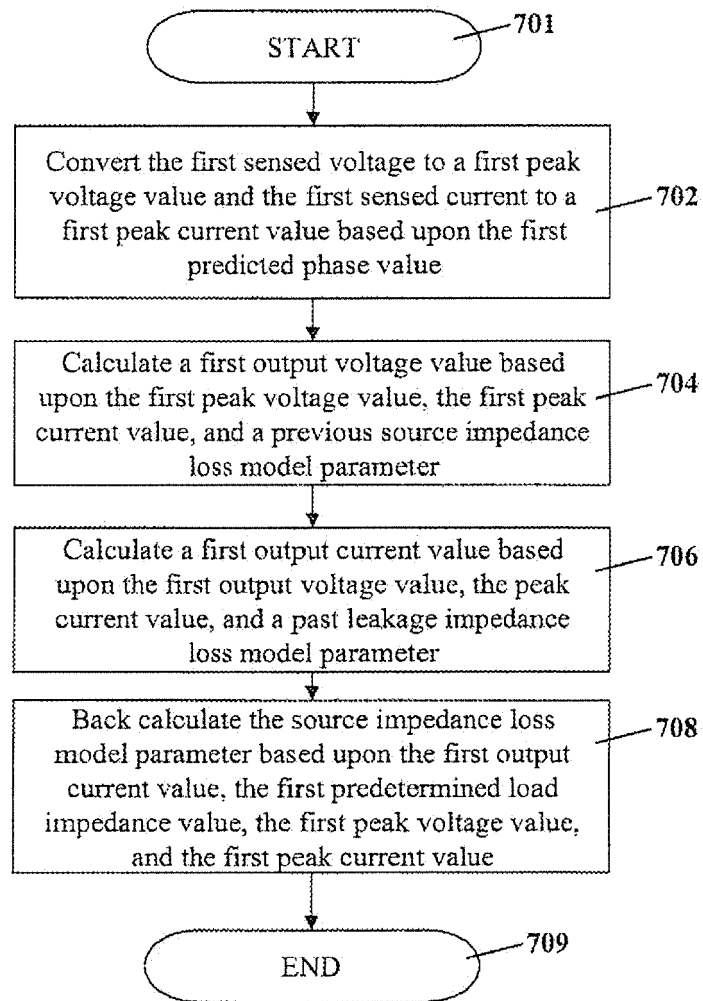 START
701
Convert the first sensed voltage to a first peak
voltage value and the first sensed current to a
first peak current value based upon the first
predicted phase value
702
Calculate a first output voltage value based
upon the first peak voltage value, the first peak
current value, and a previous source impedance
loss model parameter
704
Calculate a first output current value based
upon the first output voltage value, the peak
current value, and a past leakage impedance
loss model parameter
706
Back calculate the source impedance loss
model parameter based upon the first output
current value, the first predetermined load
impedance value, the first peak voltage value,
and the first peak current value
708
END
709